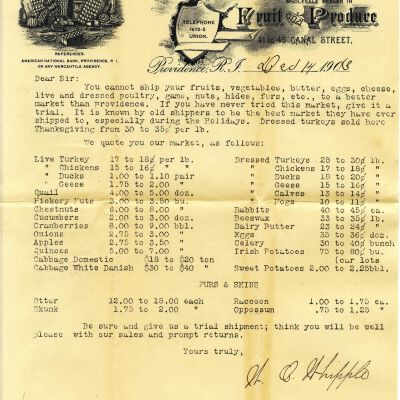 WHOLESALE DEALER IN
Fruit and Produce
TELEPHONE
1673-2
UNION.
41 to 45 CANAL STREET.
REFERENCES:
AMERICAN NATIONAL BANK, PROVIDENCE, R. I.
OR ANY MERCANTILE AGENCY.
Providence, R. I. Dec 14 1903
Dear Sir:
You cannot ship your fruits, vegetables, butter, eggs, cheese,
live and dressed poultry, game, nuts, hides, furs, etc., to a better
market than providence. If you have never tried this market, give it a
trial. It is known by old shippers to be the best market they have ever
shipped to, especially during the Holidays. Dressed turkeys sold here
Thanksgiving from 30 to 35¢ per lb.
We quote you our market, as follows:
Live Turkey 17 to 18¢ lb. Dressed Turkeys 28 to 30¢ lb.
" Chickens 15 to 16¢ " " Chickens 17 to 18¢ "
" Ducks 1.00 to 1.10 pair " Ducks 18 to 20¢ "
" Geese 1.75 to 2.00 " " Geese 15 to 16¢ "
Quail 4.00 to 5.00 doz. " Calves 13 to 14¢ "
Hickory Nuts 3.00 to 3.50 bu. " Hogs 10 to 11¢ "
Chestnuts 6.00 to 8.00 " Rabbits 40 to 45¢ ea.
Cucumbers 2.00 to 3.00 doz. Beeswax 33 to 35¢ lb.
Cranberries 8.00 to 9.00 bbl. Dairy Butter 23 to 24¢ "
Onions 2.75 to 3.00 " Eggs 35 to 36¢ doz.
Apples 2.75 to 3.50 " Celery 30 to 40¢ bunch
Quinces 5.00 to 7.00 " Irish Potatoes 75 to 80¢ bu.
Cabbage Domestic $18 to $20 ton (car lots
Cabbage White Danish $30 to $40 " Sweet Potatoes 2.00 to 2.25bbl.
FURS & SKINS
Otter 12.00 to 18.00 each Raccoon 1.00 to 1.75 ea.
Skunk 1.75 to 2.00 " Oppossum .75 to 1.25 "
Be sure and give us a trial shipment; think you will be well
please with our sales and prompt returns.
Yours truly,
W. O. Whipple